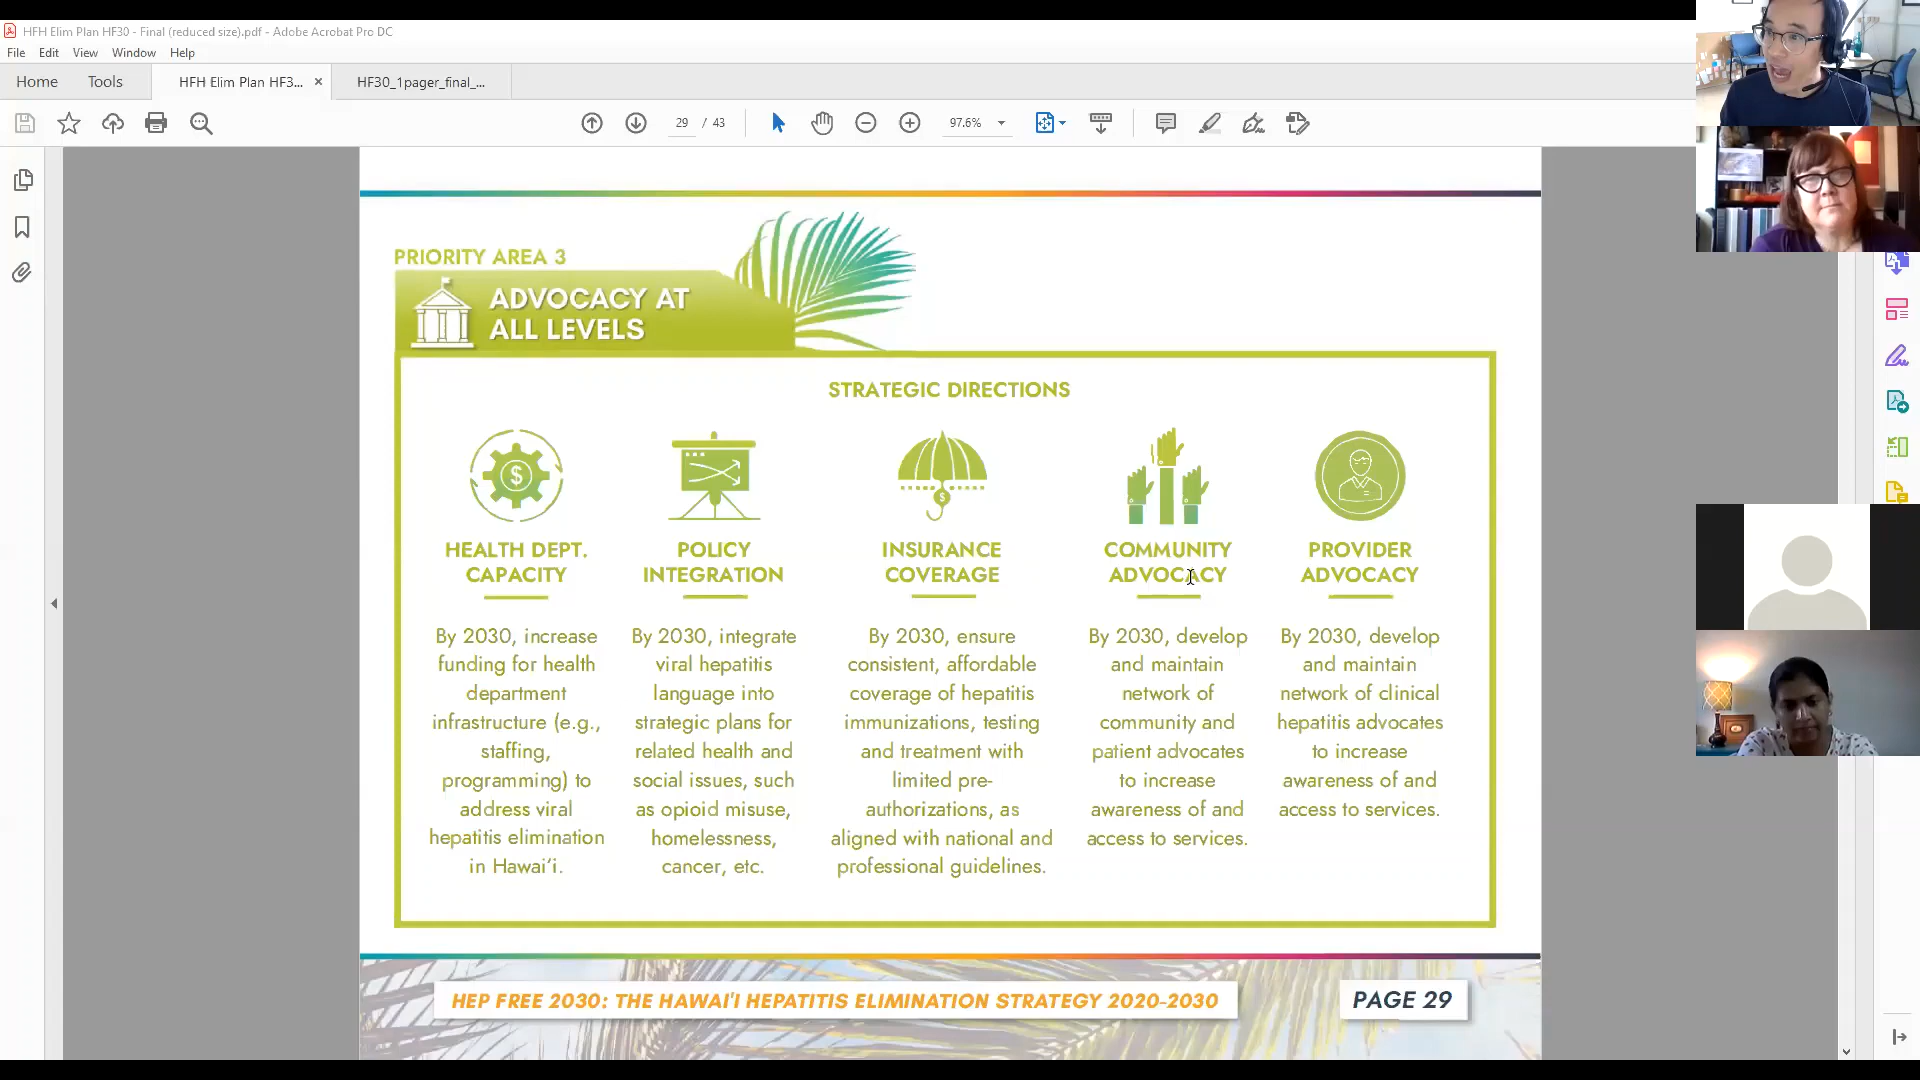 HFH Elim Plan HF30 - Final (reduced size).pdf - Adobe Acrobat Pro DC
File Edit View Window Help
Home Tools HFH Elim Plan HF3... × HF30_1pager_final_...
29 / 43 97.6%
PRIORITY AREA 3
ADVOCACY AT
ALL LEVELS
STRATEGIC DIRECTIONS
HEALTH DEPT.
CAPACITY
By 2030, increase
funding for health
department
infrastructure (e.g.,
staffing,
programming) to
address viral
hepatitis elimination
in Hawaiʻi.
POLICY
INTEGRATION
By 2030, integrate
viral hepatitis
language into
strategic plans for
related health and
social issues, such
as opioid misuse,
homelessness,
cancer, etc.
INSURANCE
COVERAGE
By 2030, ensure
consistent, affordable
coverage of hepatitis
immunizations, testing
and treatment with
limited pre-
authorizations, as
aligned with national and
professional guidelines.
COMMUNITY
ADVOCACY
By 2030, develop
and maintain
network of
community and
patient advocates
to increase
awareness of and
access to services.
PROVIDER
ADVOCACY
By 2030, develop
and maintain
network of clinical
hepatitis advocates
to increase
awareness of and
access to services.
HEP FREE 2030: THE HAWAI'I HEPATITIS ELIMINATION STRATEGY 2020-2030
PAGE 29